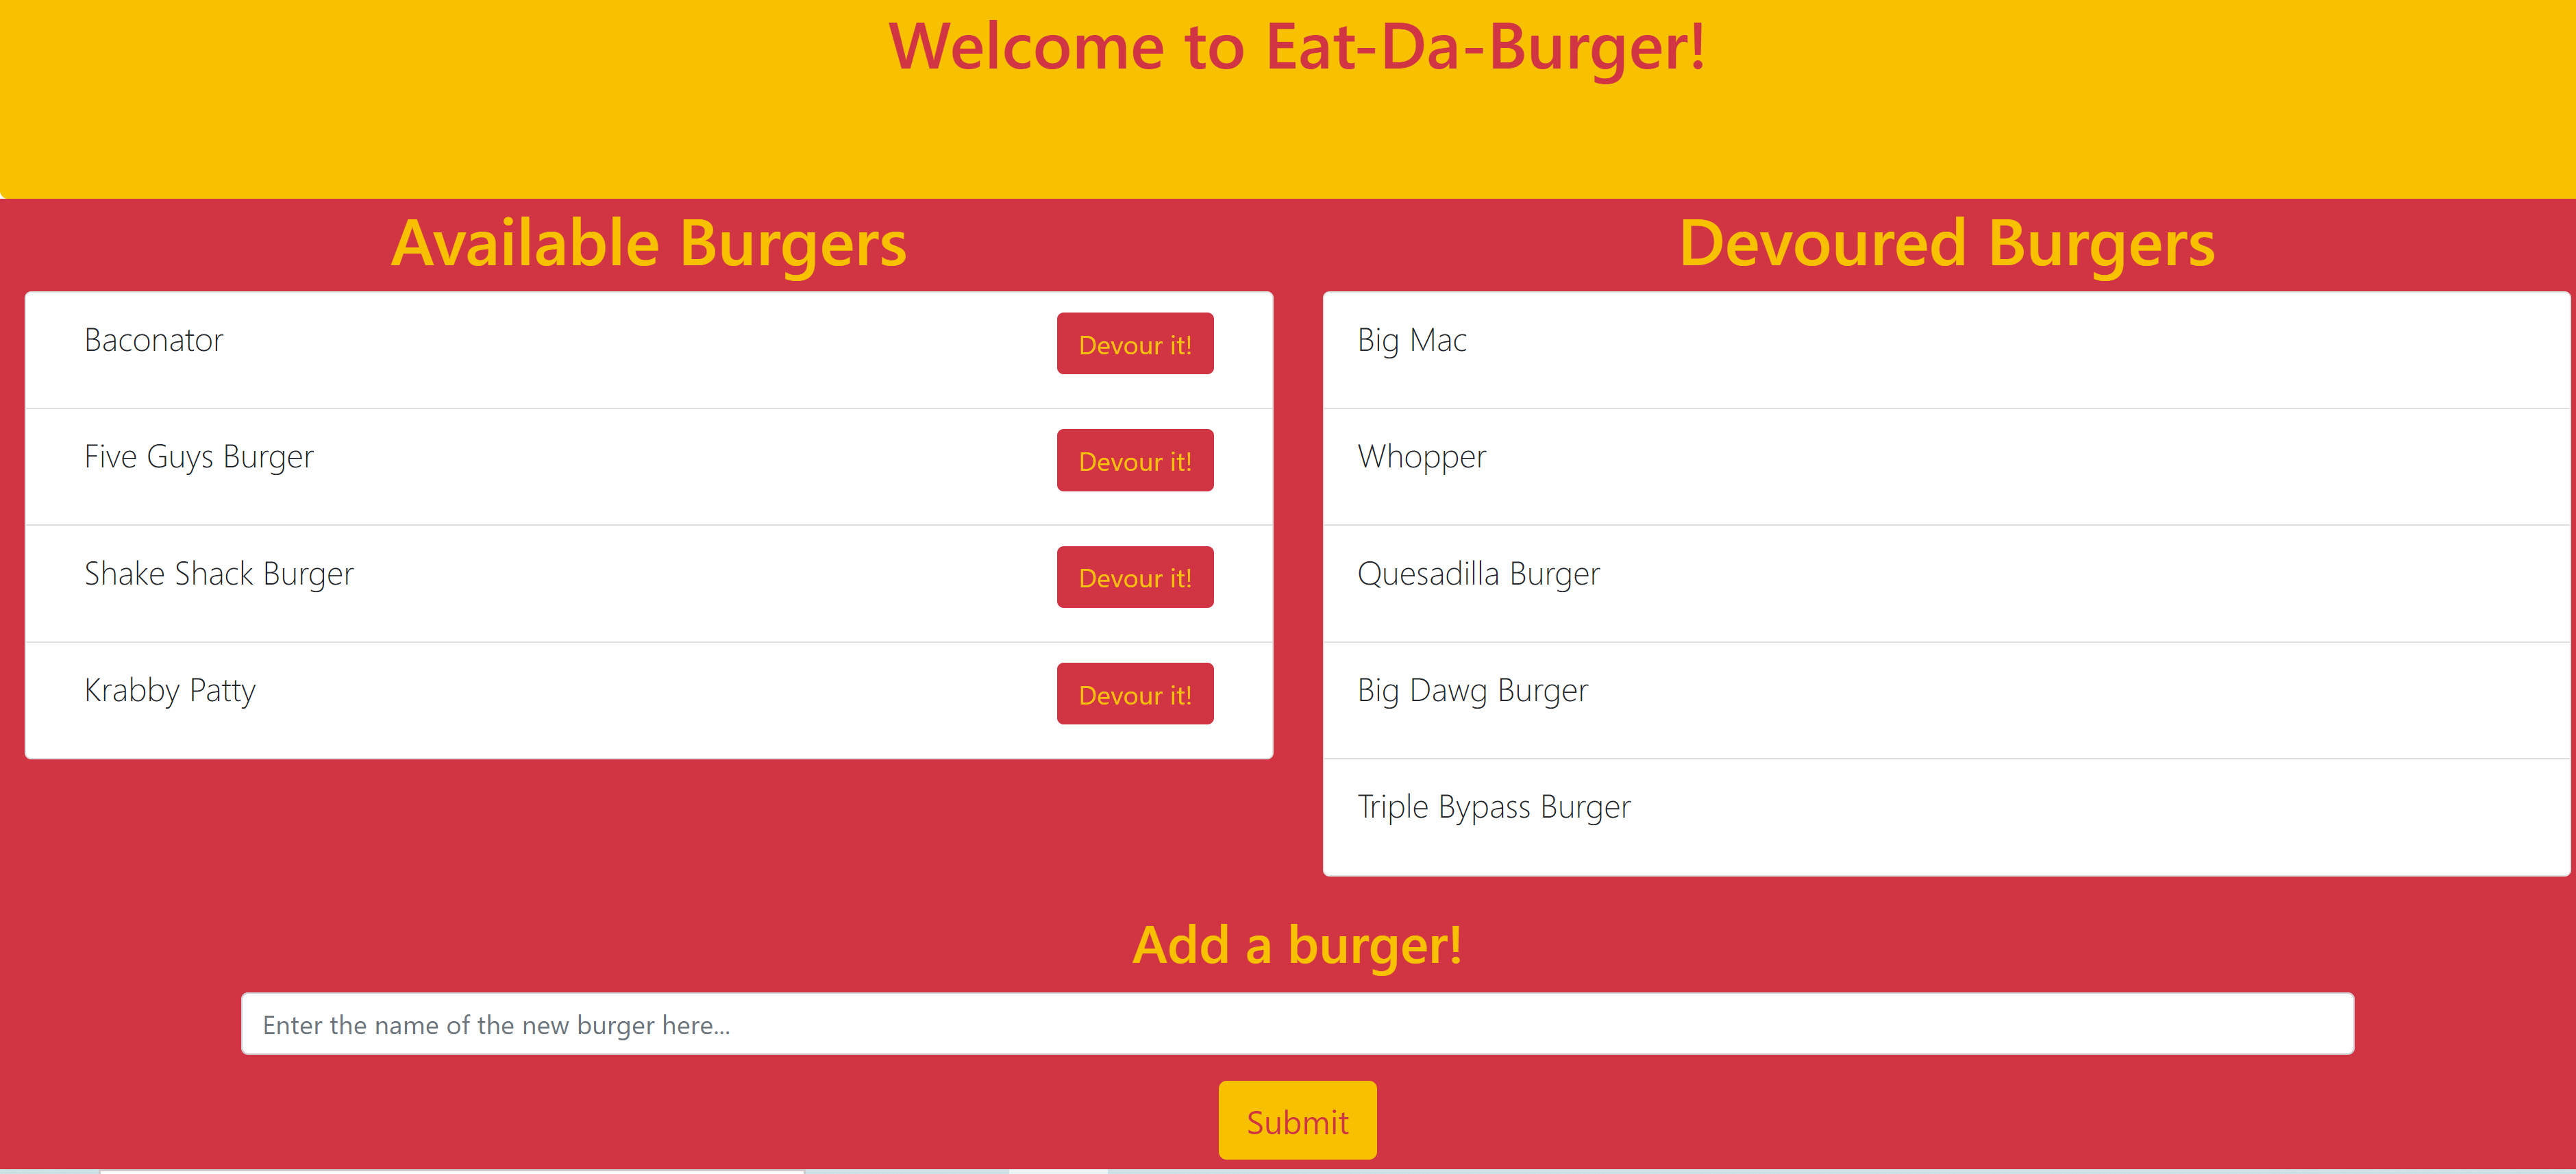 Welcome to Eat-Da-Burger!
Available Burgers
Baconator
Devour it!
Five Guys Burger
Devour it!
Shake Shack Burger
Devour it!
Krabby Patty
Devour it!
Devoured Burgers
Big Mac
Whopper
Quesadilla Burger
Big Dawg Burger
Triple Bypass Burger
Add a burger!
Enter the name of the new burger here...
Submit